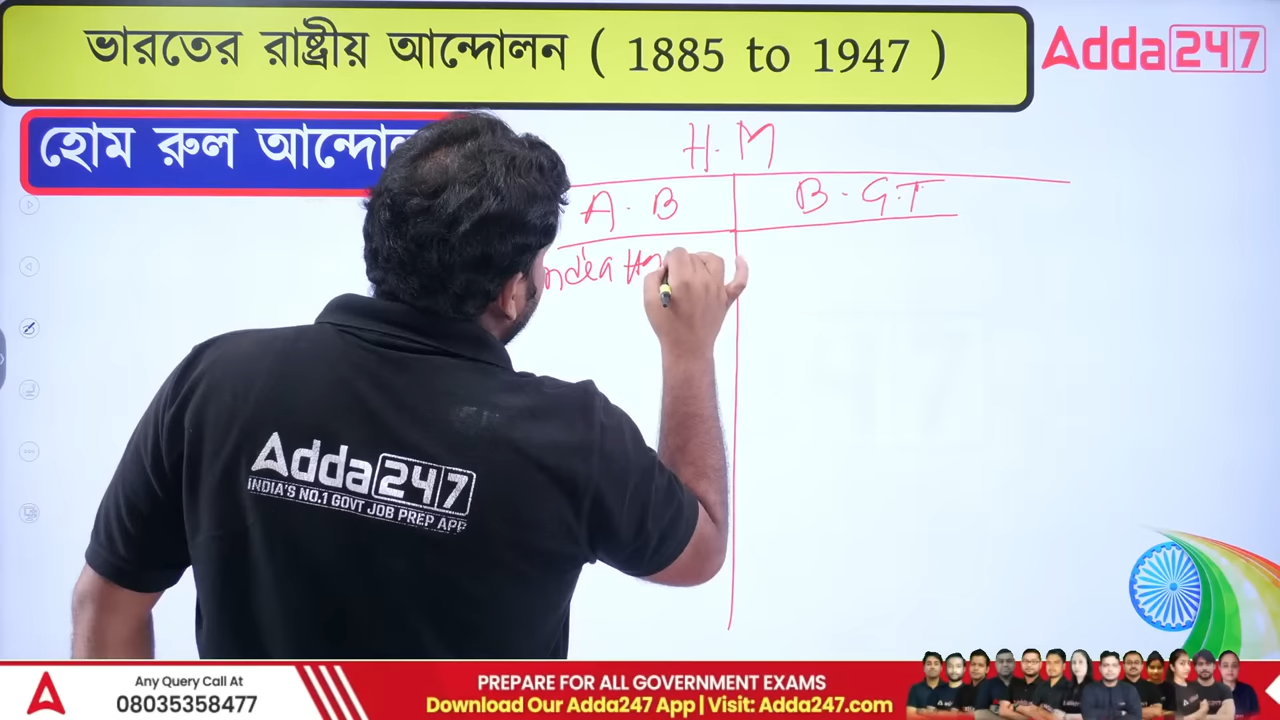 ভারতের রাষ্ট্রীয় আন্দোলন ( 1885 to 1947 )
Adda247
হোম রুল
H. M
A. B
B. G.T
Adda247
INDIA'S NO.1 GOVT JOB PREP APP
Any Query Call At
08035358477
PREPARE FOR ALL GOVERNMENT EXAMS
Download Our Adda247 App | Visit: Adda247.com